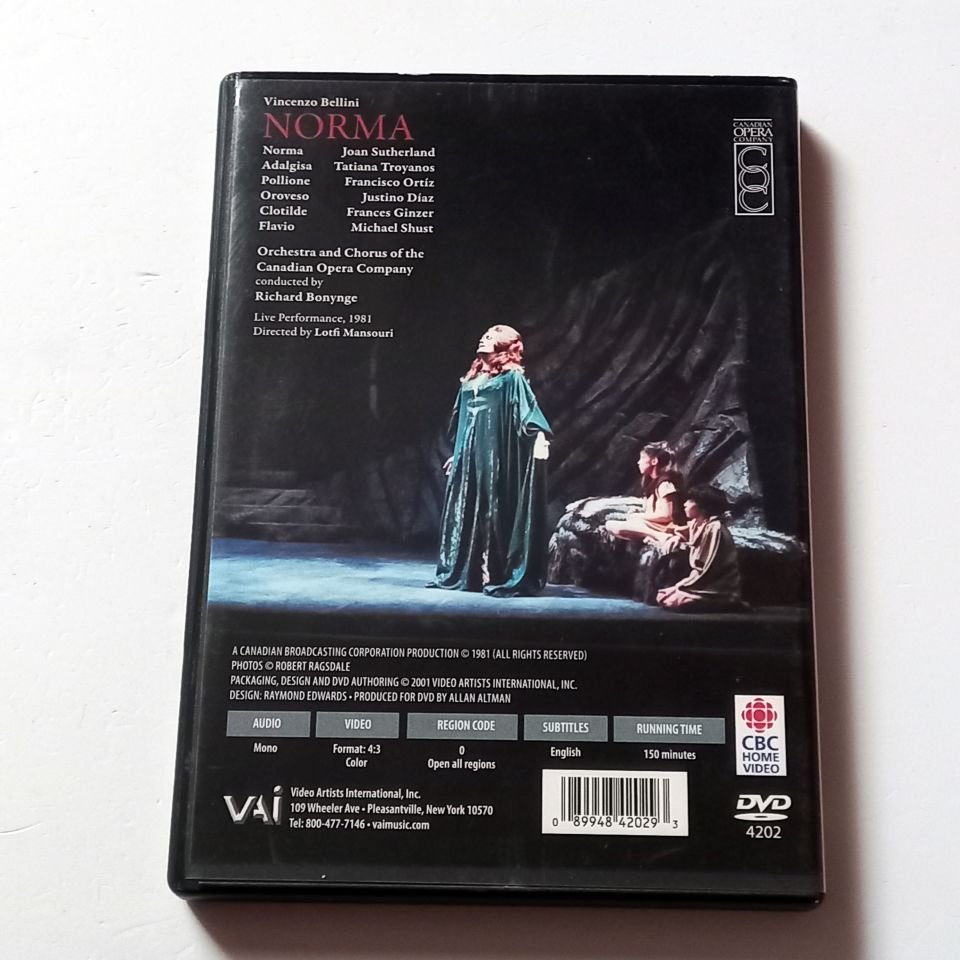 Vincenzo Bellini
NORMA
Norma Joan Sutherland
Adalgisa Tatiana Troyanos
Pollione Francisco Ortíz
Oroveso Justino Díaz
Clotilde Frances Ginzer
Flavio Michael Shust
Orchestra and Chorus of the
Canadian Opera Company
conducted by
Richard Bonynge
Live Performance, 1981
Directed by Lotfi Mansouri
CANADIAN
OPERA
COMPANY
COC
A CANADIAN BROADCASTING CORPORATION PRODUCTION © 1981 (ALL RIGHTS RESERVED)
PHOTOS © ROBERT RAGSDALE
PACKAGING, DESIGN AND DVD AUTHORING © 2001 VIDEO ARTISTS INTERNATIONAL, INC.
DESIGN: RAYMOND EDWARDS • PRODUCED FOR DVD BY ALLAN ALTMAN
AUDIO VIDEO REGION CODE SUBTITLES RUNNING TIME
Mono Format: 4:3 0 English 150 minutes
Color Open all regions
CBC
HOME
VIDEO
VAI
Video Artists International, Inc.
109 Wheeler Ave • Pleasantville, New York 10570
Tel: 800-477-7146 • vaimusic.com
0 89948 42029 3
DVD
4202